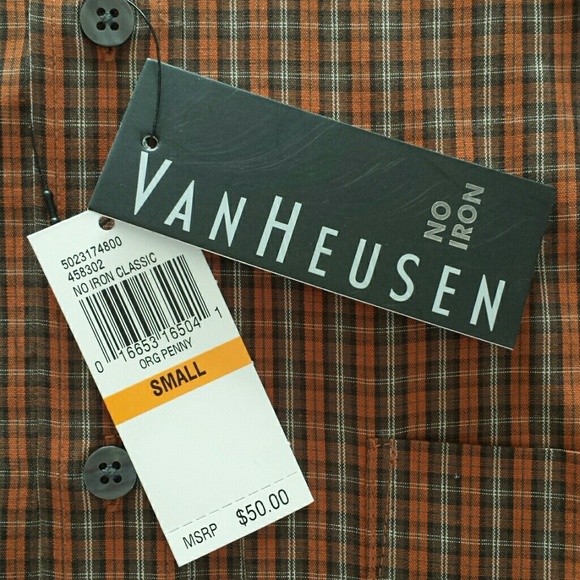 VANHEUSEN
NO
IRON
5023174800
458302
NO IRON CLASSIC
0 16653 16504 1
ORG PENNY
SMALL
MSRP $50.00